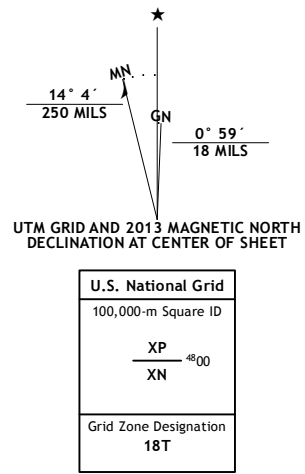 ★
MN
14° 4´
250 MILS
GN
0° 59´
18 MILS
UTM GRID AND 2013 MAGNETIC NORTH
DECLINATION AT CENTER OF SHEET
U.S. National Grid
100,000-m Square ID
XP
⁴⁸00
XN
Grid Zone Designation
18T